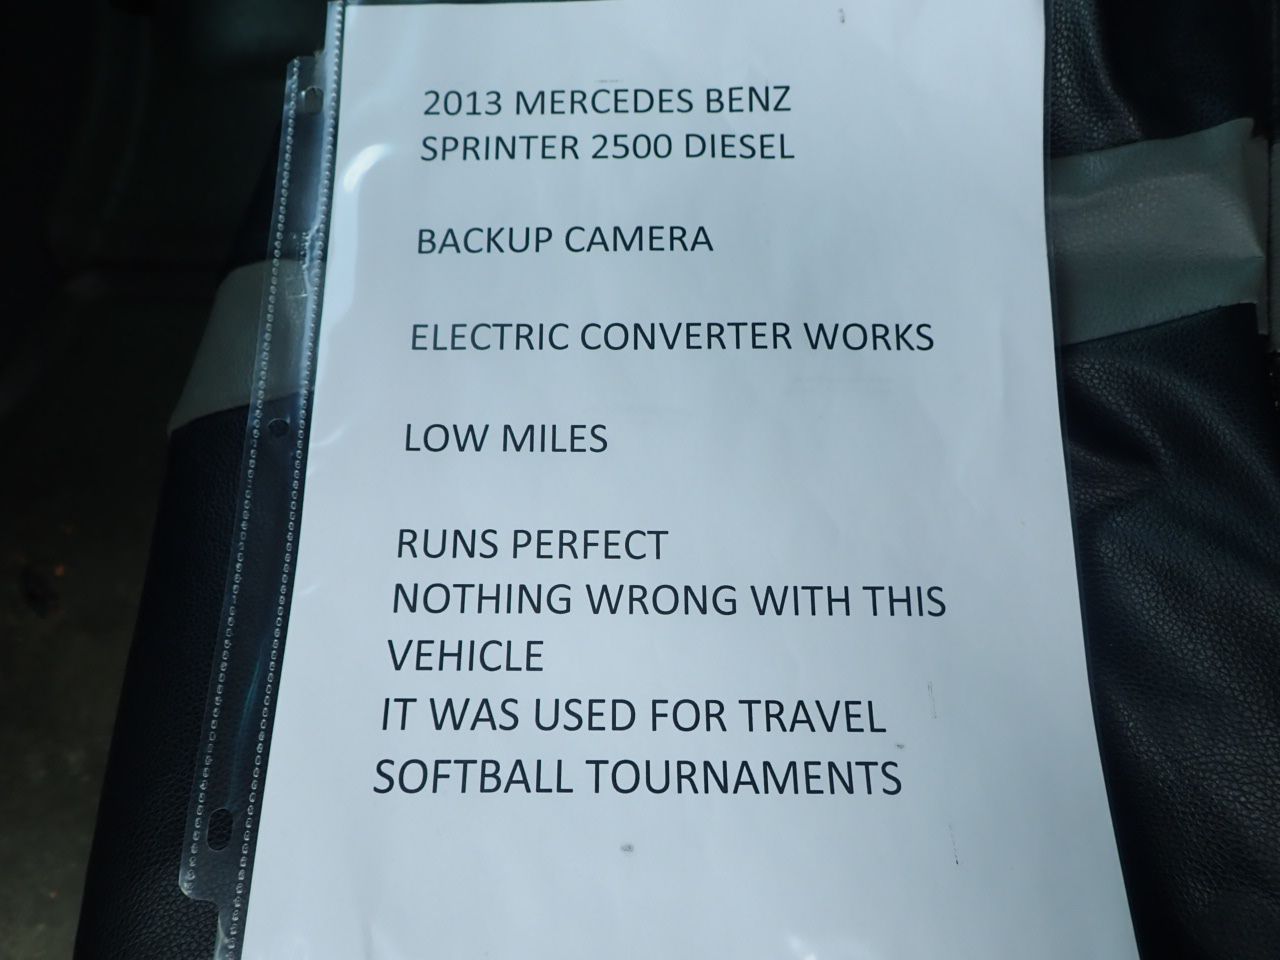 2013 MERCEDES BENZ
SPRINTER 2500 DIESEL
BACKUP CAMERA
ELECTRIC CONVERTER WORKS
LOW MILES
RUNS PERFECT
NOTHING WRONG WITH THIS
VEHICLE
IT WAS USED FOR TRAVEL
SOFTBALL TOURNAMENTS